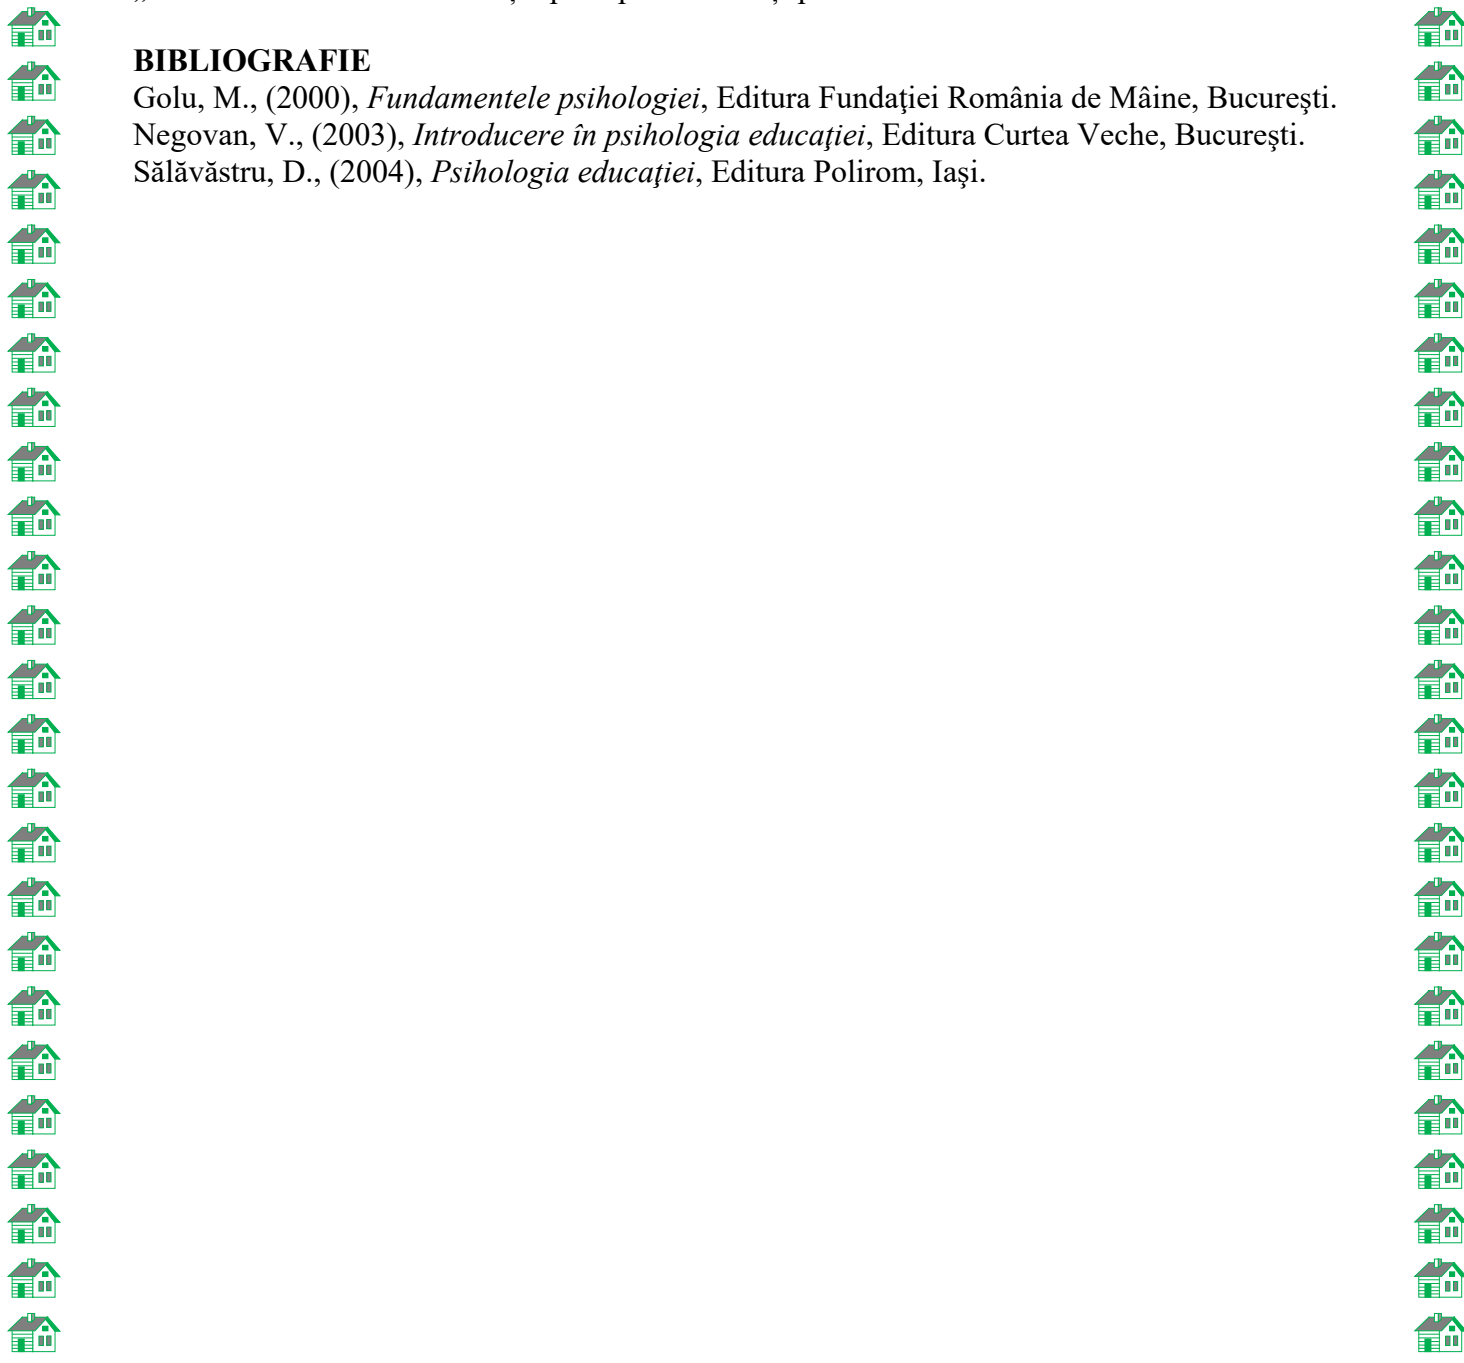 BIBLIOGRAFIE
Golu, M., (2000), Fundamentele psihologiei, Editura Fundaţiei România de Mâine, Bucureşti.
Negovan, V., (2003), Introducere în psihologia educaţiei, Editura Curtea Veche, Bucureşti.
Sălăvăstru, D., (2004), Psihologia educaţiei, Editura Polirom, Iaşi.